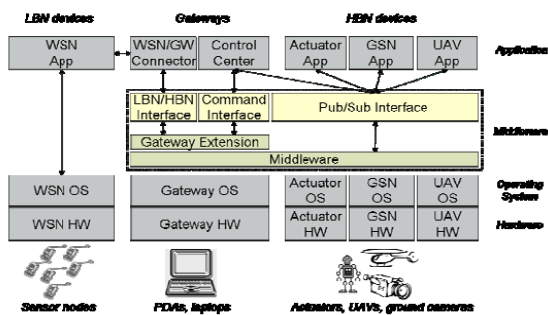 LBN devices
Gateways
HBN devices
WSN App
WSN/GW Connector
Control Center
Actuator App
GSN App
UAV App
Application
LBN/HBN Interface
Command Interface
Pub/Sub Interface
Gateway Extension
Middleware
Middleware
WSN OS
Gateway OS
Actuator OS
GSN OS
UAV OS
Operating System
WSN HW
Gateway HW
Actuator HW
GSN HW
UAV HW
Hardware
Sensor nodes
PDAs, laptops
Actuators, UAVs, ground cameras